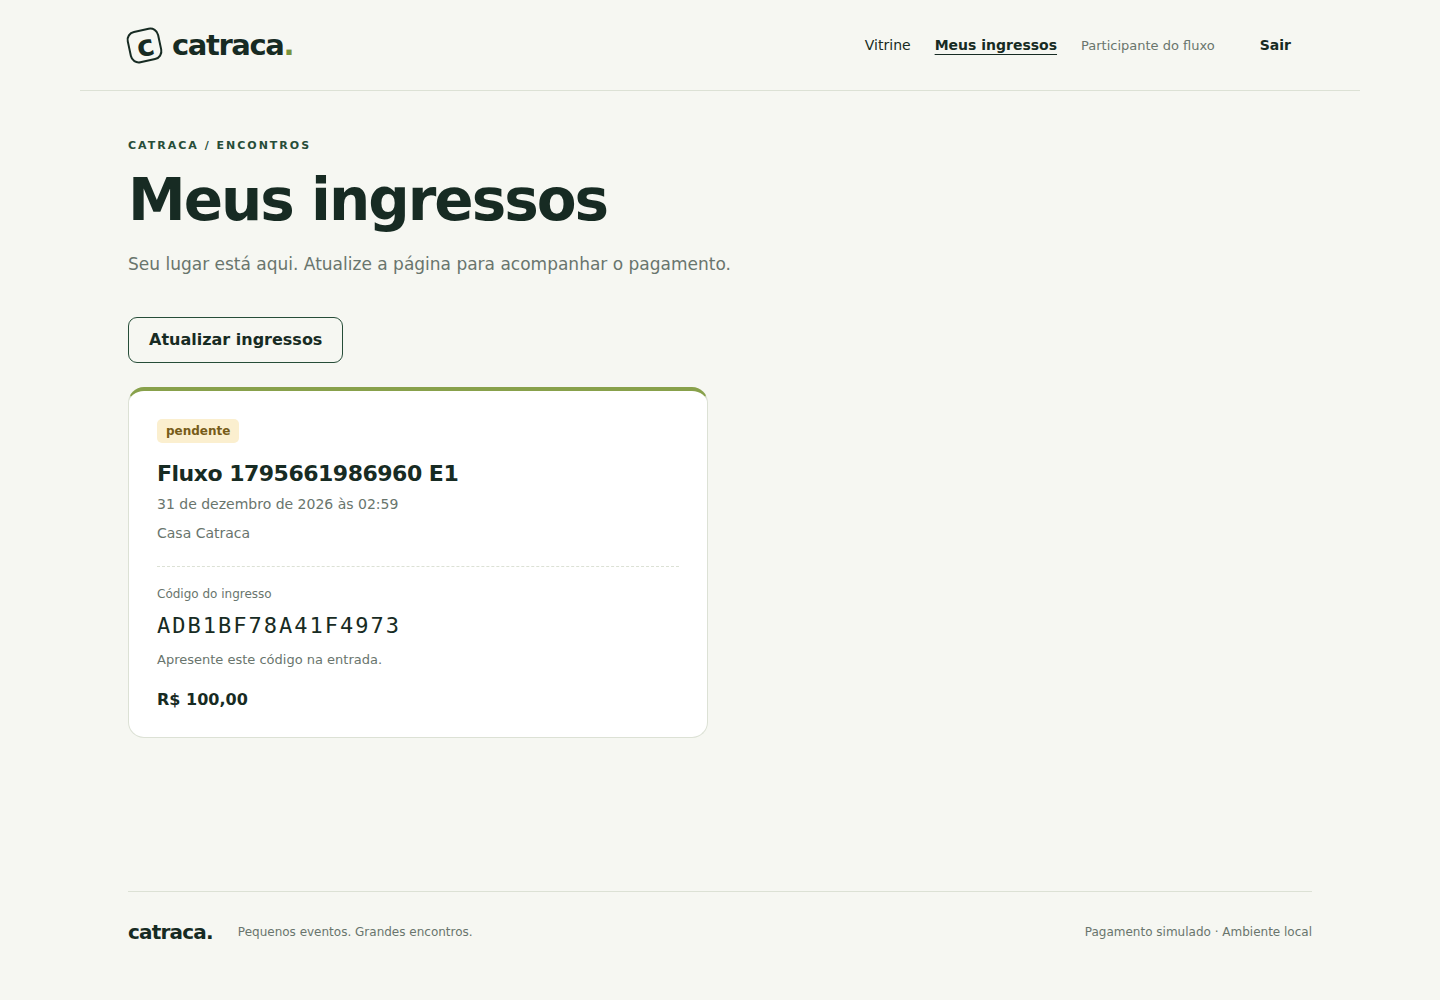 c catraca.
Vitrine Meus ingressos Participante do fluxo Sair
CATRACA / ENCONTROS
Meus ingressos
Seu lugar está aqui. Atualize a página para acompanhar o pagamento.
Atualizar ingressos
pendente
Fluxo 1795661986960 E1
31 de dezembro de 2026 às 02:59
Casa Catraca
Código do ingresso
ADB1BF78A41F4973
Apresente este código na entrada.
R$ 100,00
catraca. Pequenos eventos. Grandes encontros. Pagamento simulado · Ambiente local